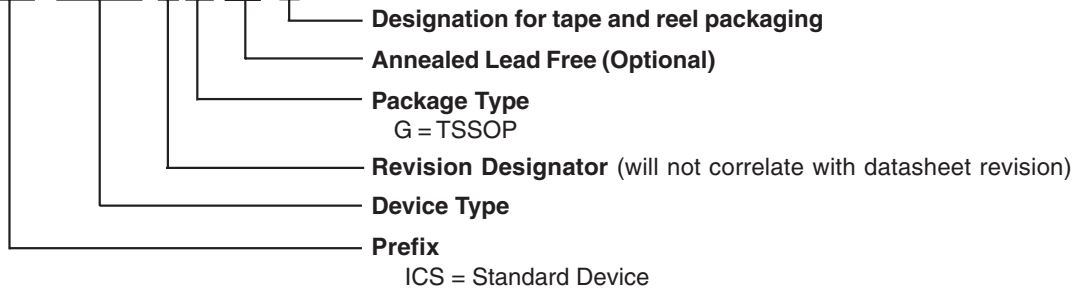 Designation for tape and reel packaging
Annealed Lead Free (Optional)
Package Type
G = TSSOP
Revision Designator (will not correlate with datasheet revision)
Device Type
Prefix
ICS = Standard Device